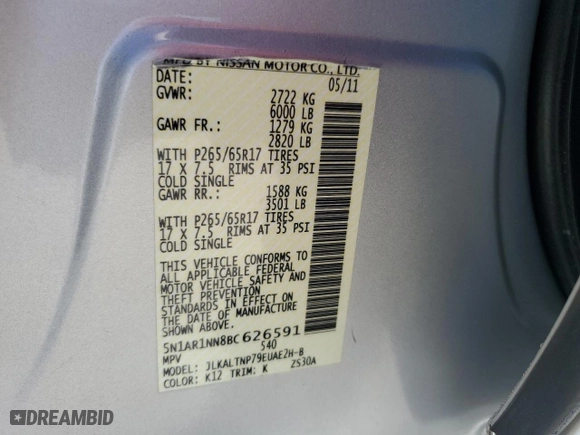 MFD BY NISSAN MOTOR CO., LTD.
DATE: 05/11
GVWR: 2722 KG
6000 LB
GAWR FR.: 1279 KG
2820 LB
WITH P265/65R17 TIRES
17 X 7.5 RIMS AT 35 PSI
COLD SINGLE
GAWR RR.: 1588 KG
3501 LB
WITH P265/65R17 TIRES
17 X 7.5 RIMS AT 35 PSI
COLD SINGLE
THIS VEHICLE CONFORMS TO
ALL APPLICABLE FEDERAL
MOTOR VEHICLE SAFETY AND
THEFT PREVENTION
STANDARDS IN EFFECT ON
THE DATE OF MANUFACTURE
SHOWN ABOVE.
5N1AR1NN8BC626591
MPV 540
MODEL: JLKALTNP79EUAE2H-B
COLOR: K12 TRIM: K ZS30A
DREAMBID